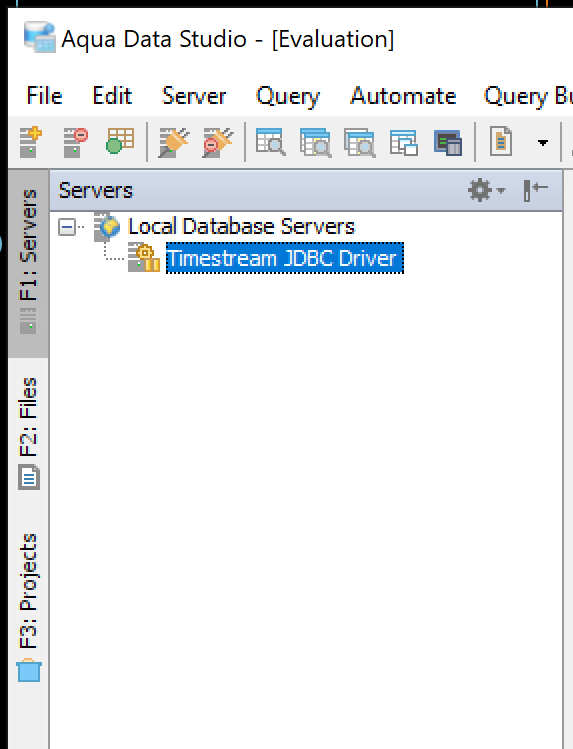 Aqua Data Studio - [Evaluation]
File Edit Server Query Automate Query Bu
Servers
Local Database Servers
Timestream JDBC Driver
F1: Servers
F2: Files
F3: Projects